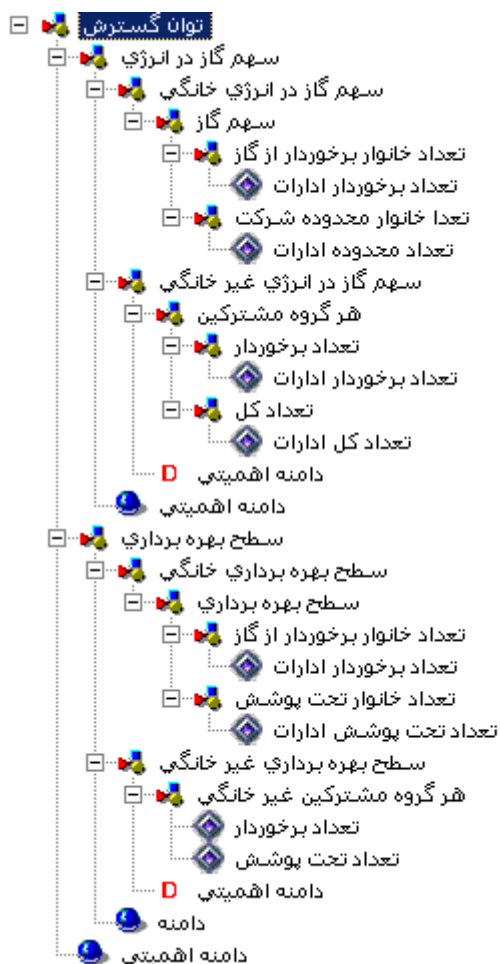 توان گسترش
سهم گاز در انرژي
سهم گاز در انرژي خانگي
سهم گاز
تعداد خانوار برخوردار از گاز
تعداد برخوردار ادارات
تعدا خانوار محدوده شرکت
تعداد محدوده ادارات
سهم گاز در انرژي غير خانگي
هر گروه مشترکين
تعداد برخوردار
تعداد برخوردار ادارات
تعداد کل
تعداد کل ادارات
دامنه اهميتي D
دامنه اهميتي
سطح بهره برداري
سطح بهره برداري خانگي
سطح بهره برداري
تعداد خانوار برخوردار از گاز
تعداد برخوردار ادارات
تعداد خانوار تحت پوشش
تعداد تحت پوشش ادارات
سطح بهره برداري غير خانگي
هر گروه مشترکين غير خانگي
تعداد برخوردار
تعداد تحت پوشش
دامنه اهميتي D
دامنه
دامنه اهميتي